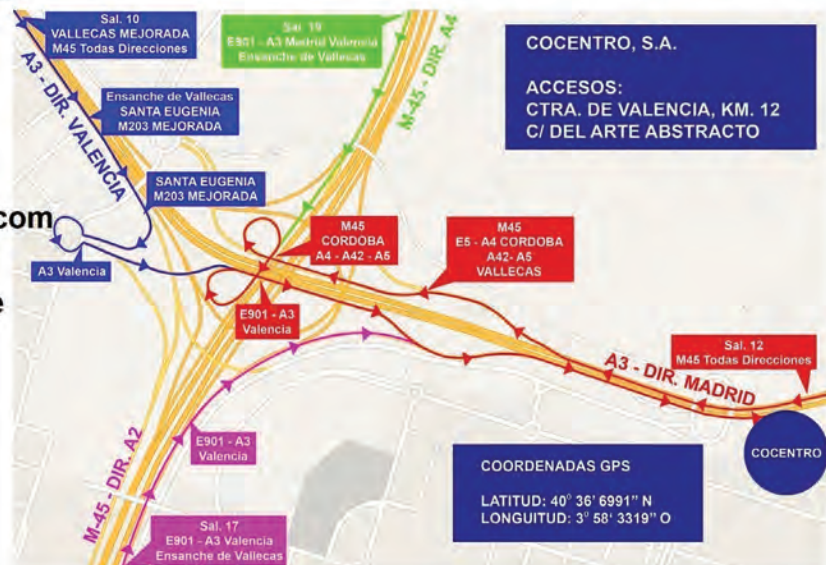 Sal. 10
VALLECAS MEJORADA
M45 Todas Direcciones
Sal. 19
E901 - A3 Madrid Valencia
Ensanche de Vallecas
COCENTRO, S.A.
ACCESOS:
CTRA. DE VALENCIA, KM. 12
C/ DEL ARTE ABSTRACTO
A3 - DIR. VALENCIA
M-45 - DIR. A4
Ensanche de Vallecas
SANTA EUGENIA
M203 MEJORADA
SANTA EUGENIA
M203 MEJORADA
com
A3 Valencia
M45
CORDOBA
A4 - A42 - A5
M45
E5 - A4 CORDOBA
A42- A5
VALLECAS
e
E901 - A3
Valencia
Sal. 12
M45 Todas Direcciones
A3 - DIR. MADRID
M-45 - DIR. A2
E901 - A3
Valencia
COCENTRO
COORDENADAS GPS
LATITUD: 40° 36' 6991" N
LONGUITUD: 3° 58' 3319" O
Sal. 17
E901 - A3 Valencia
Ensanche de Vallecas